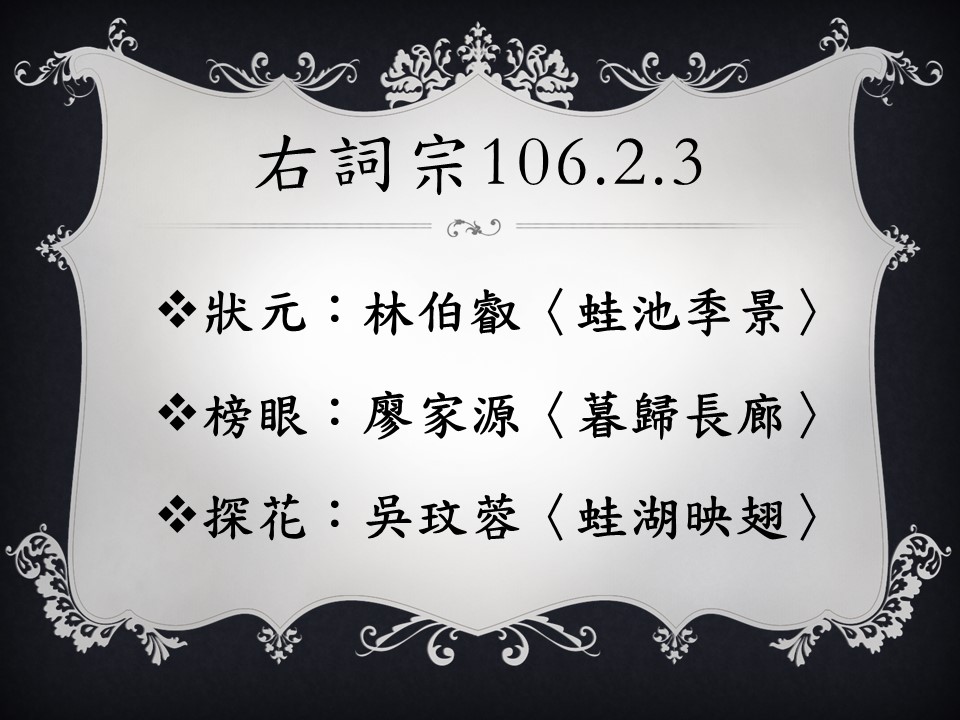 右詞宗106.2.3
❖狀元：林伯叡〈蛙池季景〉
❖榜眼：廖家源〈暮歸長廊〉
❖探花：吳玟蓉〈蛙湖映翅〉